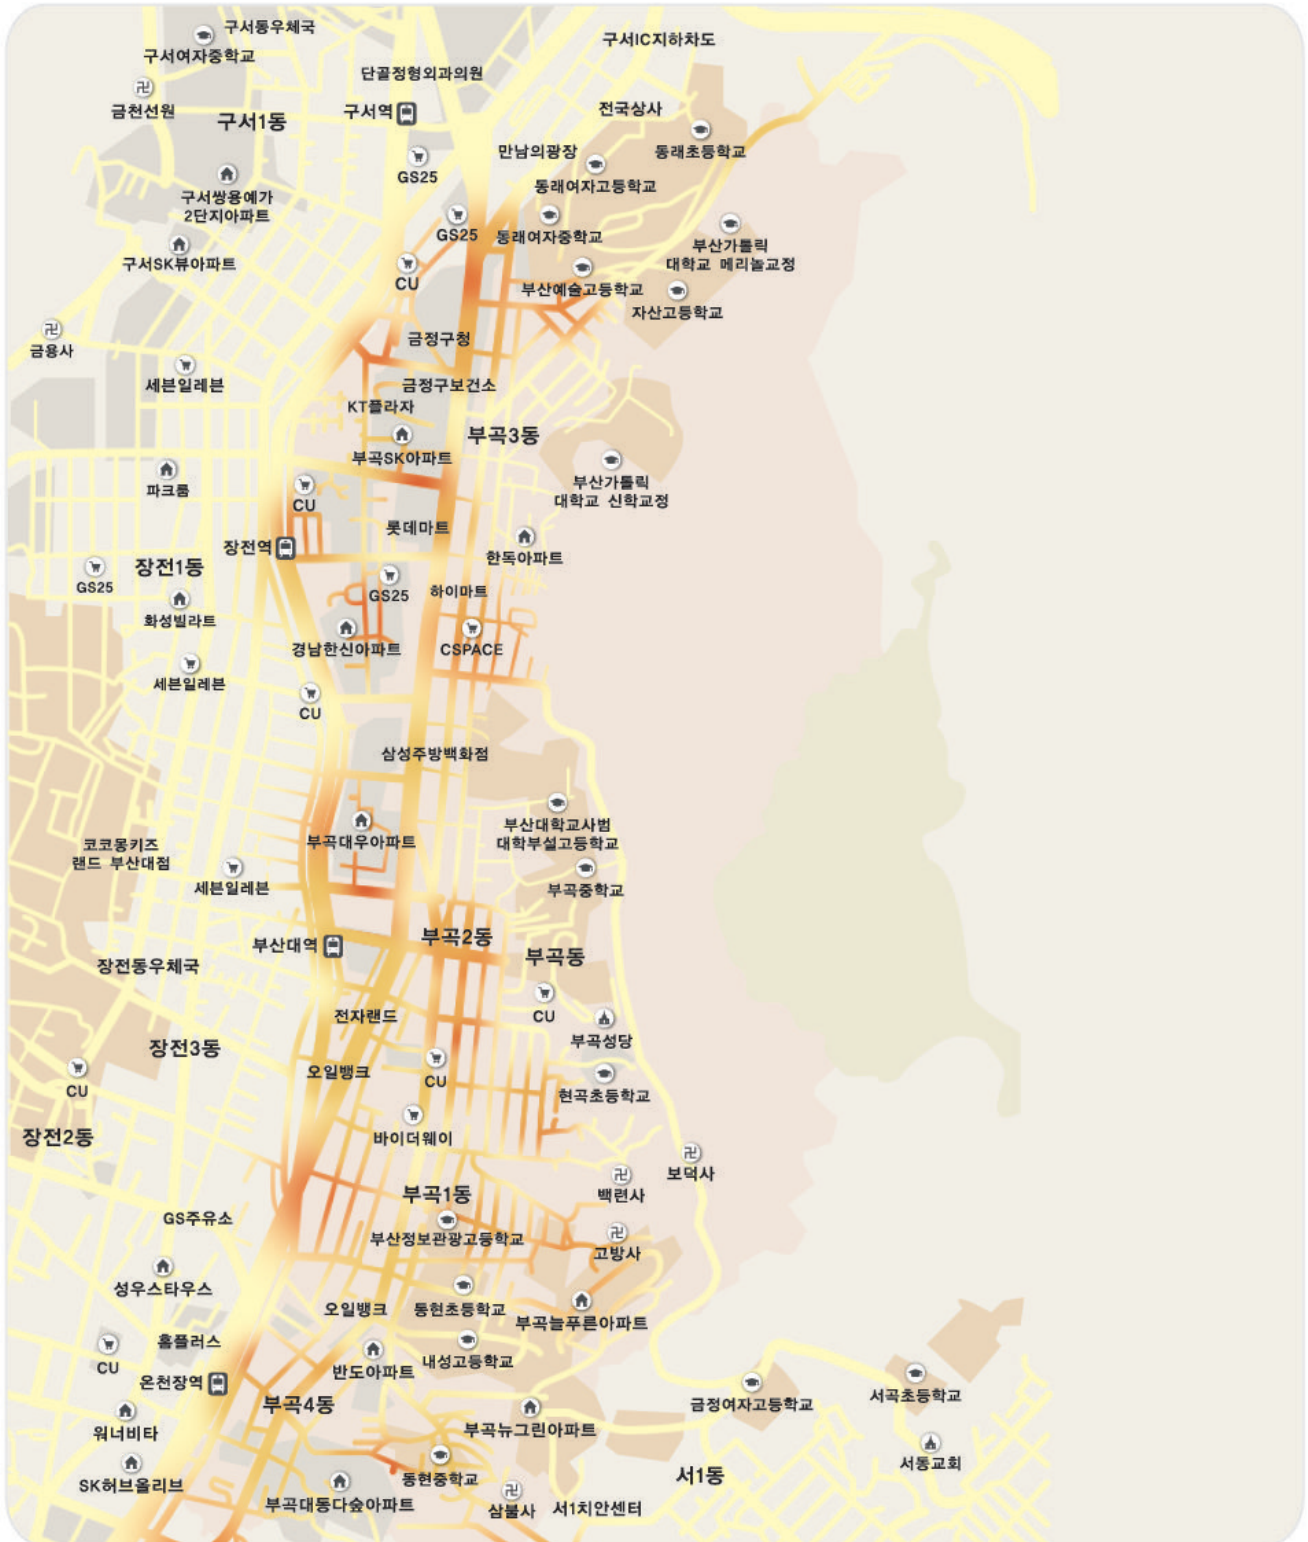 구서동우체국
구서여자중학교
구서IC지하차도
단골정형외과의원
금천선원
구서1동
구서역
전국상사
동래초등학교
만남의광장
GS25
동래여자고등학교
구서쌍용예가
2단지아파트
GS25
동래여자중학교
부산가톨릭
대학교 메리놀교정
구서SK뷰아파트
CU
부산예술고등학교
자산고등학교
금용사
금정구청
세븐일레븐
금정구보건소
KT플라자
부곡3동
부곡SK아파트
파크룸
부산가톨릭
대학교 신학교정
CU
롯데마트
장전역
한독아파트
장전1동
GS25
GS25
하이마트
화성빌라트
경남한신아파트
CSPACE
세븐일레븐
CU
삼성주방백화점
부산대학교사범
대학부설고등학교
코코몽키즈
랜드 부산대점
부곡대우아파트
세븐일레븐
부곡중학교
부곡2동
부산대역
부곡동
장전동우체국
전자랜드
CU
부곡성당
장전3동
오일뱅크
CU
CU
현곡초등학교
장전2동
바이더웨이
보덕사
백련사
부곡1동
GS주유소
부산정보관광고등학교
고방사
성우스타우스
오일뱅크
동현초등학교
부곡늘푸른아파트
홈플러스
CU
반도아파트
내성고등학교
온천장역
부곡4동
금정여자고등학교
서곡초등학교
워너비타
부곡뉴그린아파트
서동교회
SK허브올리브
동현중학교
서1동
부곡대동다숲아파트
삼불사
서1치안센터